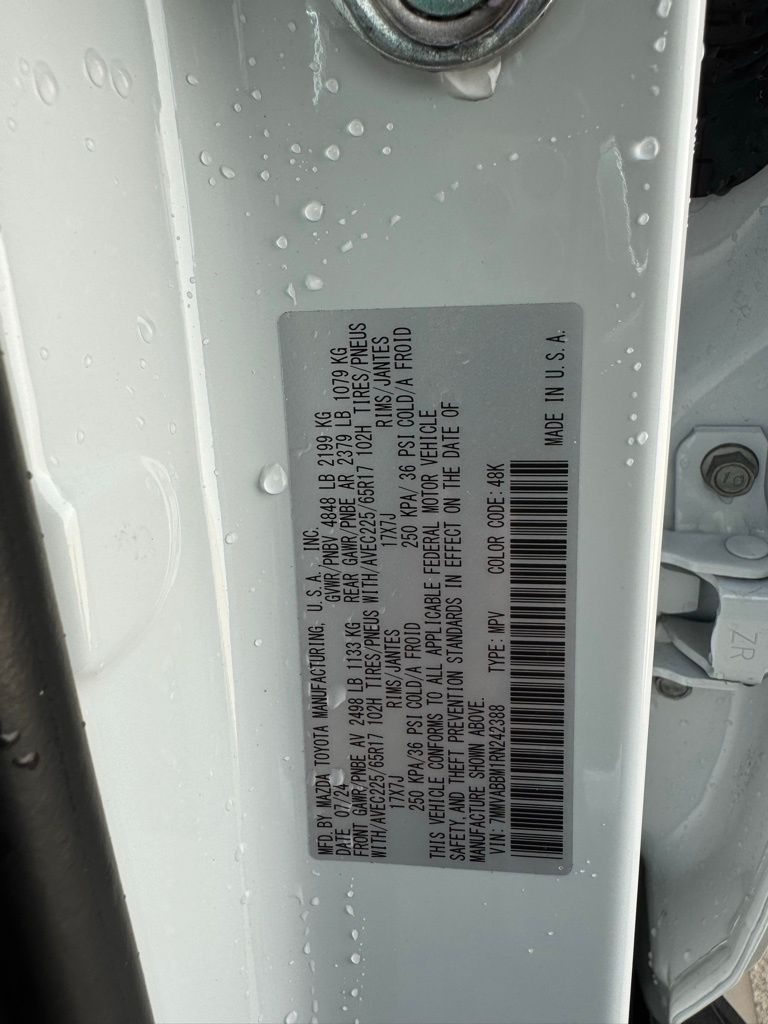 MFD. BY MAZDA TOYOTA MANUFACTURING, U.S.A., INC.
DATE 07/24 GVWR/PNBV 4848 LB 2199 KG
FRONT GAWR/PNBE AV 2498 LB 1133 KG REAR GAWR/PNBE AR 2379 LB 1079 KG
WITH/AVEC225/65R17 102H TIRES/PNEUS WITH/AVEC225/65R17 102H TIRES/PNEUS
17X7J RIMS/JANTES 17X7J RIMS/JANTES
250 KPA/36 PSI COLD/A FROID 250 KPA/ 36 PSI COLD/A FROID
THIS VEHICLE CONFORMS TO ALL APPLICABLE FEDERAL MOTOR VEHICLE
SAFETY,AND THEFT PREVENTION STANDARDS IN EFFECT ON THE DATE OF
MANUFACTURE SHOWN ABOVE.
VIN: 7MMVABBM1RN242388 TYPE: MPV COLOR CODE: 48K
MADE IN U.S.A.
10
ZR